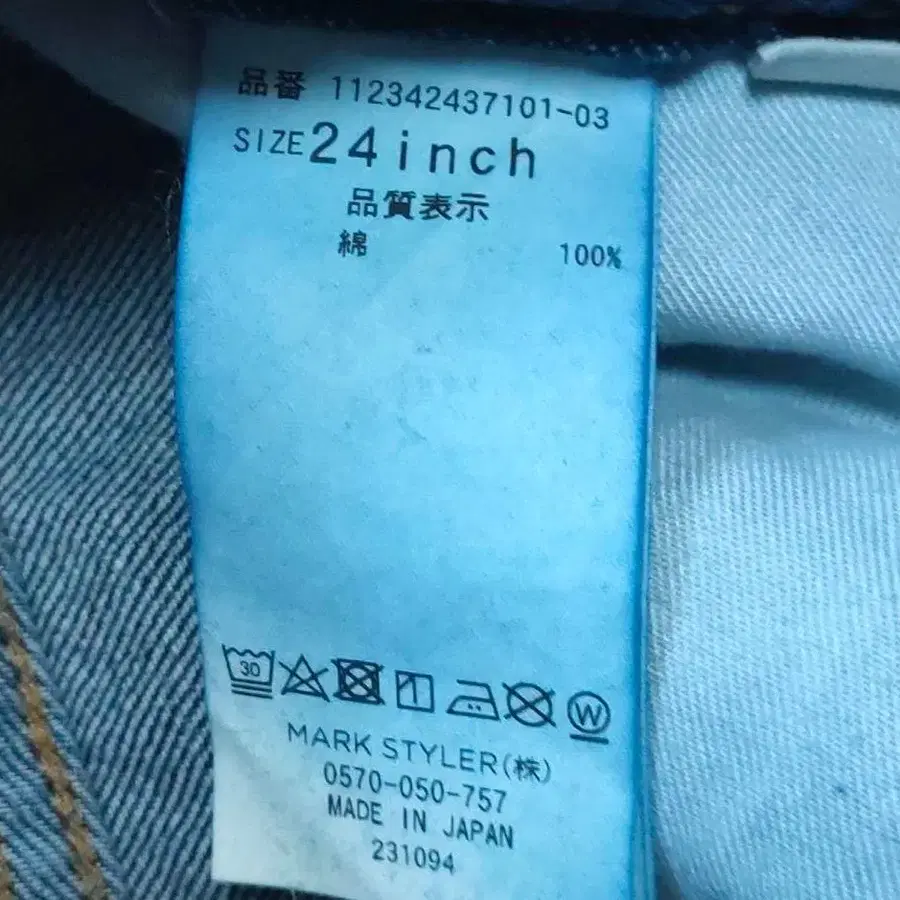 品番 112342437101-03
SIZE 24inch
品質表示
綿 100%
30 W
MARK STYLER(株)
0570-050-757
MADE IN JAPAN
231094